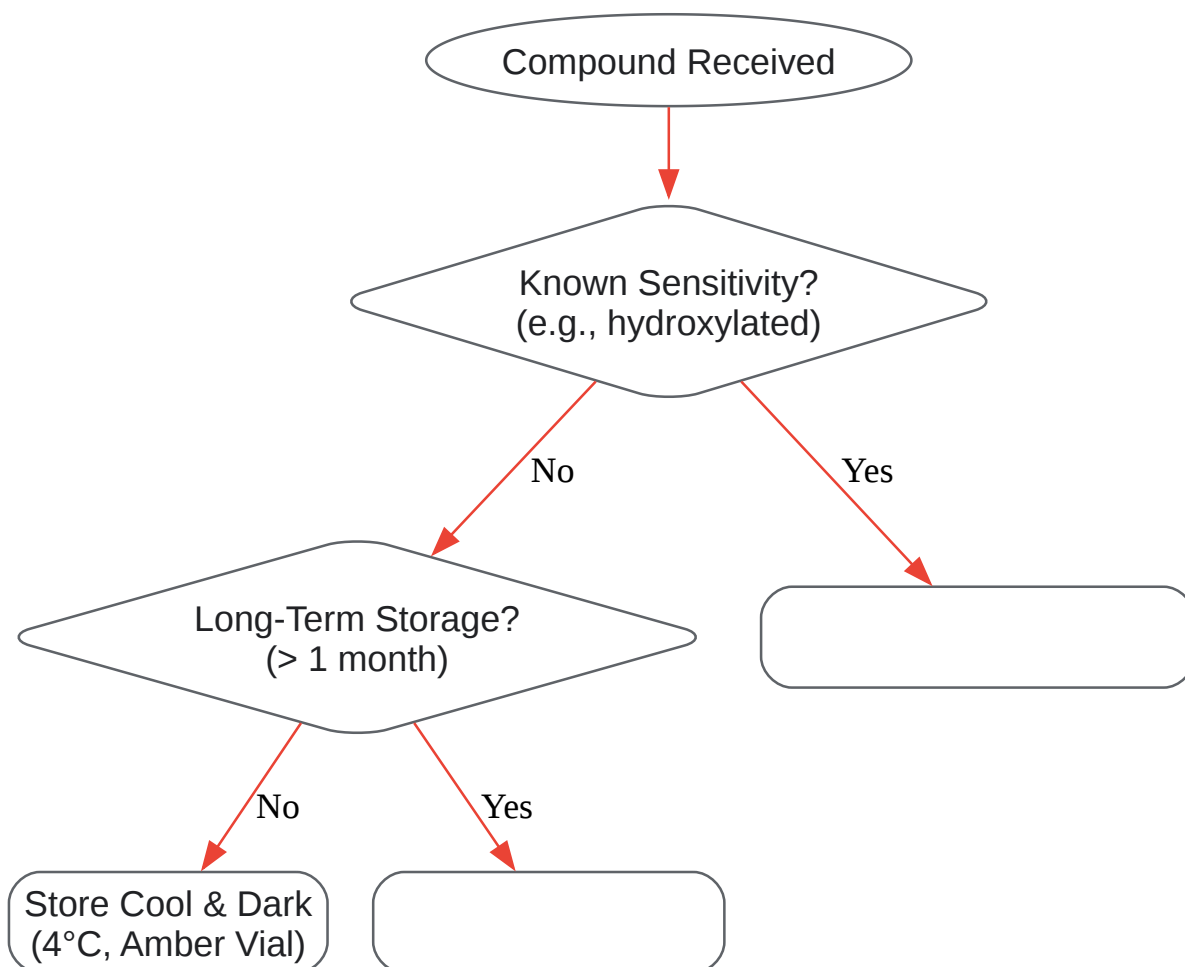 Compound Received
Known Sensitivity?
(e.g., hydroxylated)
No
Yes
Long-Term Storage?
(> 1 month)
No
Yes
Store Cool & Dark
(4°C, Amber Vial)